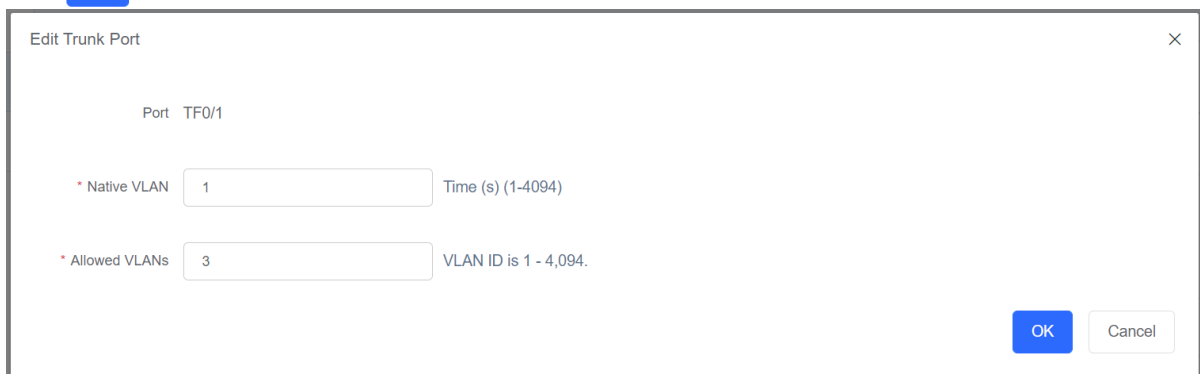 Edit Trunk Port
Port TF0/1
* Native VLAN 1 Time (s) (1-4094)
* Allowed VLANs 3 VLAN ID is 1 - 4,094.
OK Cancel